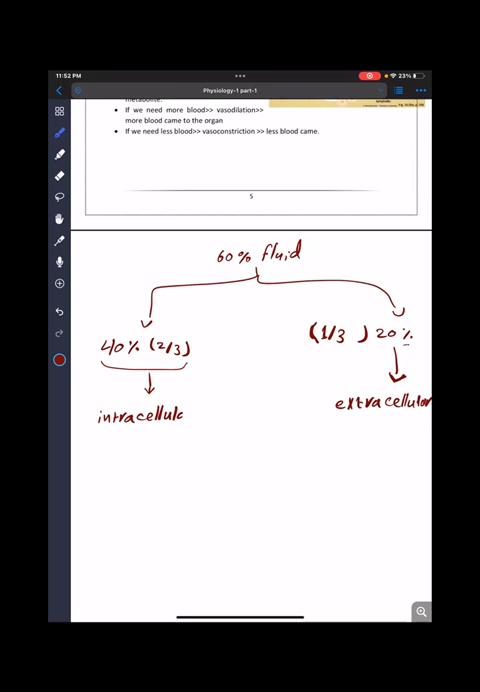 11:52 PM
23%
Physiology-1 part-1
metabolite.
• If we need more blood>> vasodilation>>
more blood came to the organ
• If we need less blood>> vasoconstriction >> less blood came.
5
60% fluid
40% (2/3)
(1/3 ) 20%.
intracellulc
extracellular